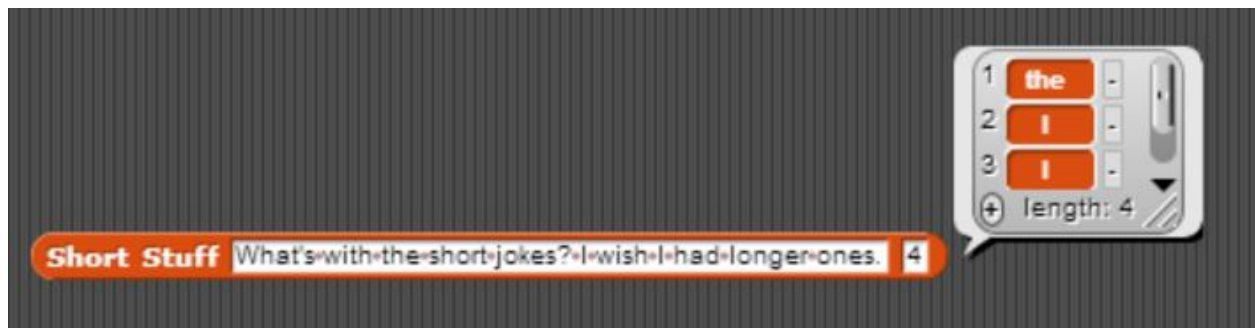 1 the -
2 I -
3 I -
+ length: 4
Short Stuff What's with the short jokes? I wish I had longer ones. 4